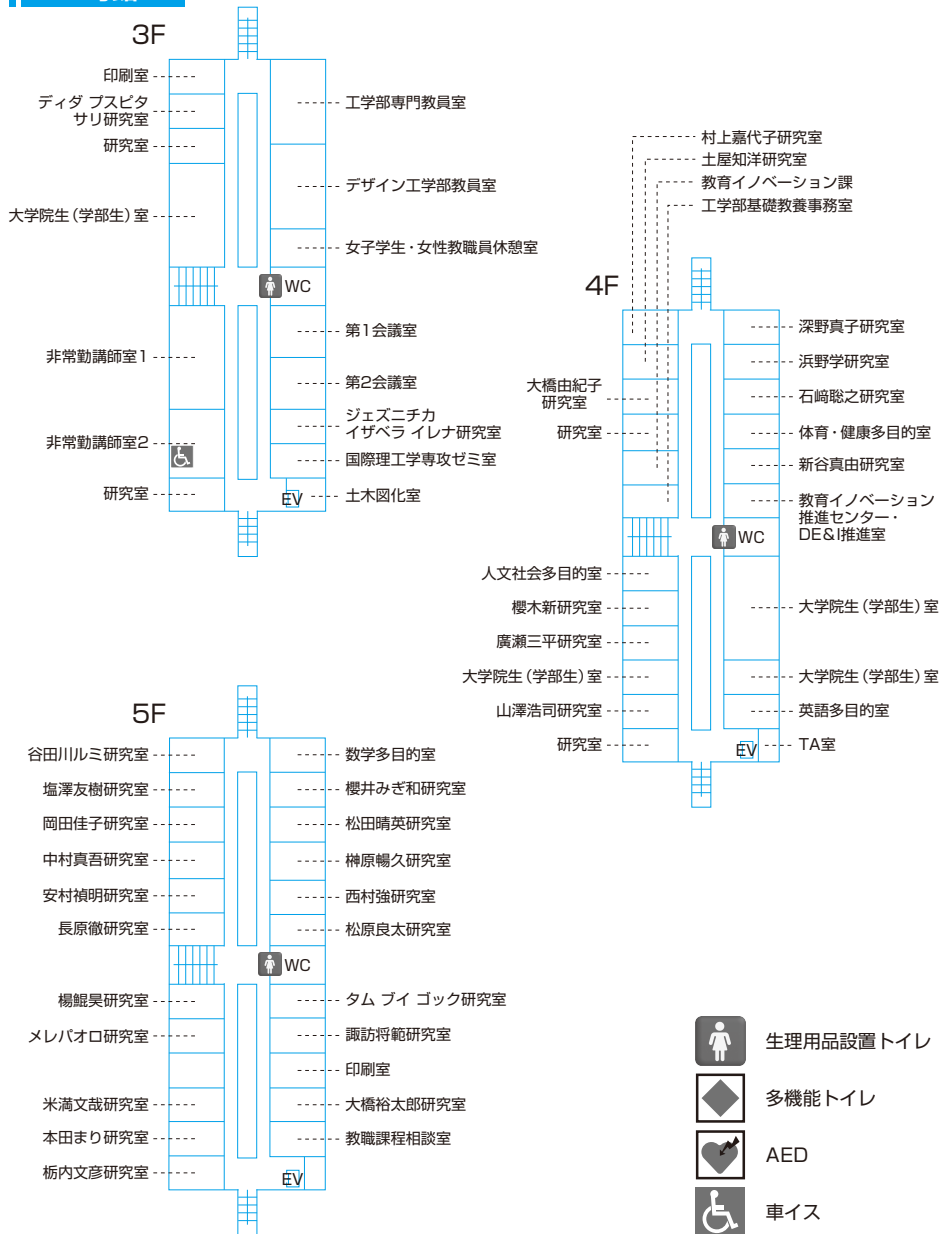 3F
印刷室
ディダ プスピタ
サリ研究室
研究室
大学院生(学部生)室
非常勤講師室1
非常勤講師室2
研究室
工学部専門教員室
デザイン工学部教員室
女子学生・女性教職員休憩室
WC
第1会議室
第2会議室
ジェズニチカ
イザベラ イレナ研究室
国際理工学専攻ゼミ室
EV
土木図化室
4F
村上嘉代子研究室
土屋知洋研究室
教育イノベーション課
工学部基礎教養事務室
大橋由紀子
研究室
研究室
人文社会多目的室
櫻木新研究室
廣瀬三平研究室
大学院生(学部生)室
山澤浩司研究室
研究室
深野真子研究室
浜野学研究室
石﨑聡之研究室
体育・健康多目的室
新谷真由研究室
教育イノベーション
推進センター・
DE&I推進室
WC
大学院生(学部生)室
大学院生(学部生)室
英語多目的室
EV
TA室
5F
谷田川ルミ研究室
塩澤友樹研究室
岡田佳子研究室
中村真吾研究室
安村禎明研究室
長原徹研究室
楊鯤昊研究室
メレパオロ研究室
米満文哉研究室
本田まり研究室
栃内文彦研究室
数学多目的室
櫻井みぎ和研究室
松田晴英研究室
榊原暢久研究室
西村強研究室
松原良太研究室
WC
タム ブイ ゴック研究室
諏訪将範研究室
印刷室
大橋裕太郎研究室
教職課程相談室
EV
生理用品設置トイレ
多機能トイレ
AED
車イス